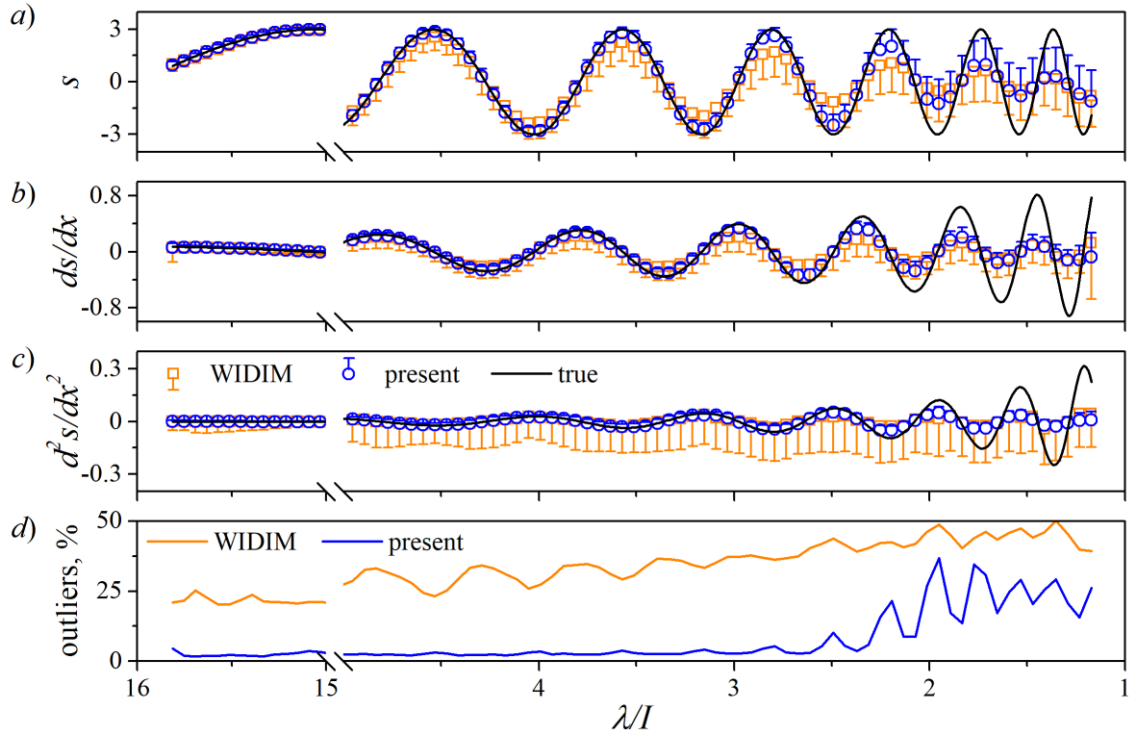 a)
3
0
-3
s
b)
0.8
0
-0.8
ds/dx
c)
WIDIM present true
0.3
0
-0.3
d²s/dx²
d)
WIDIM present
50
25
0
outliers, %
16 15 4 3 2 1
λ/I